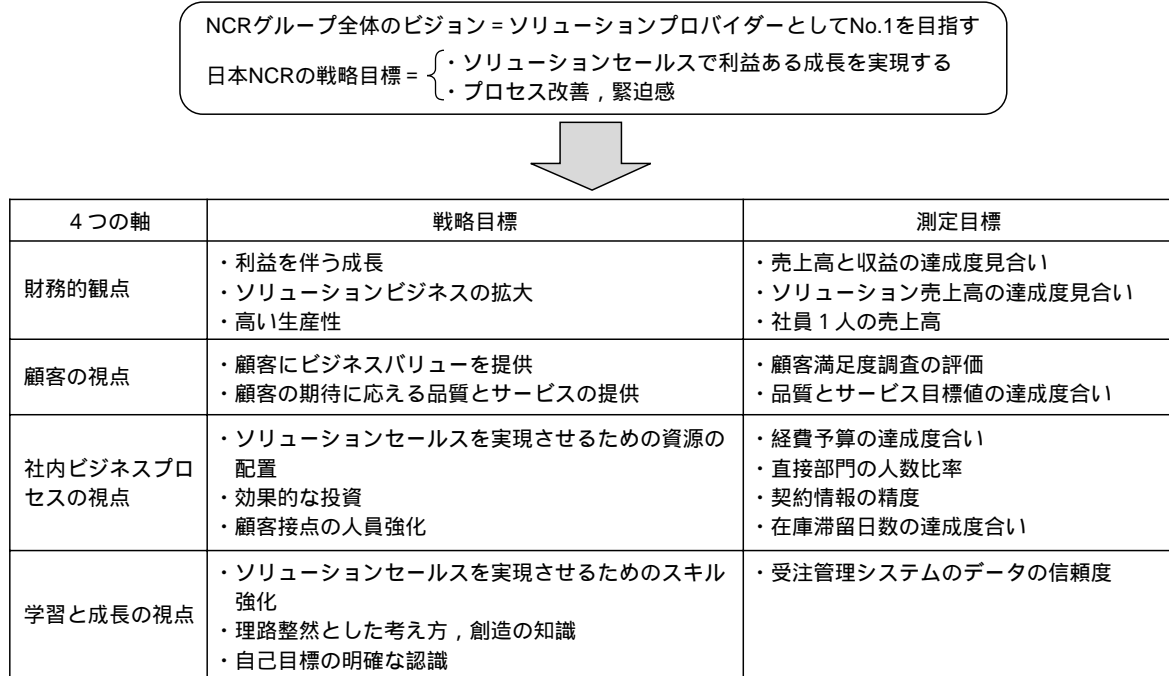 NCRグループ全体のビジョン = ソリューションプロバイダーとしてNo.1を目指す
日本NCRの戦略目標 =
・ソリューションセールスで利益ある成長を実現する
・プロセス改善，緊迫感
4つの軸
戦略目標
測定目標
財務的観点
・利益を伴う成長
・ソリューションビジネスの拡大
・高い生産性
・売上高と収益の達成度見合い
・ソリューション売上高の達成度見合い
・社員1人の売上高
顧客の視点
・顧客にビジネスバリューを提供
・顧客の期待に応える品質とサービスの提供
・顧客満足度調査の評価
・品質とサービス目標値の達成度合い
社内ビジネスプロ
セスの視点
・ソリューションセールスを実現させるための資源の
配置
・効果的な投資
・顧客接点の人員強化
・経費予算の達成度合い
・直接部門の人数比率
・契約情報の精度
・在庫滞留日数の達成度合い
学習と成長の視点
・ソリューションセールスを実現させるためのスキル
強化
・理路整然とした考え方，創造の知識
・自己目標の明確な認識
・受注管理システムのデータの信頼度